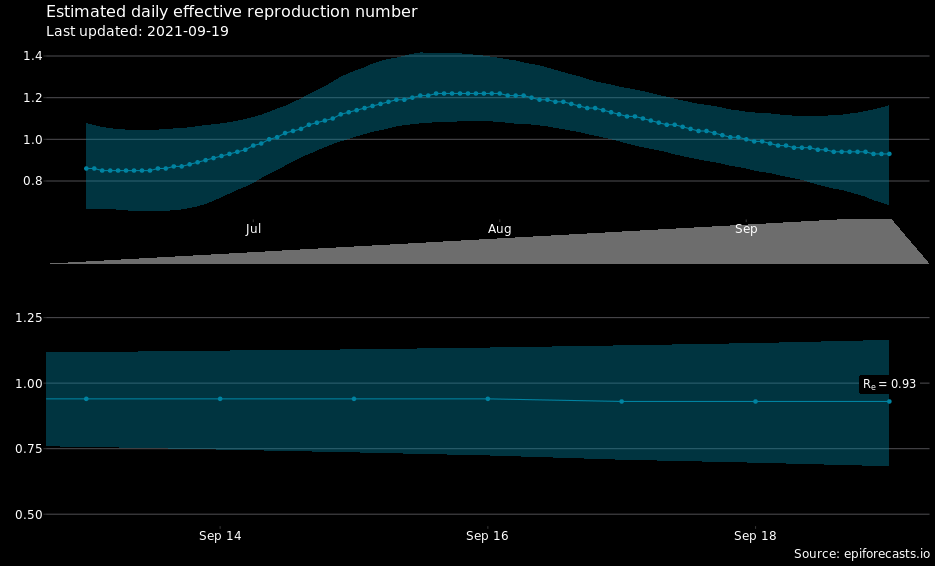 Estimated daily effective reproduction number
Last updated: 2021-09-19
1.4
1.2
1.0
0.8
Jul
Aug
Sep
1.25
1.00
Re = 0.93
0.75
0.50
Sep 14
Sep 16
Sep 18
Source: epiforecasts.io